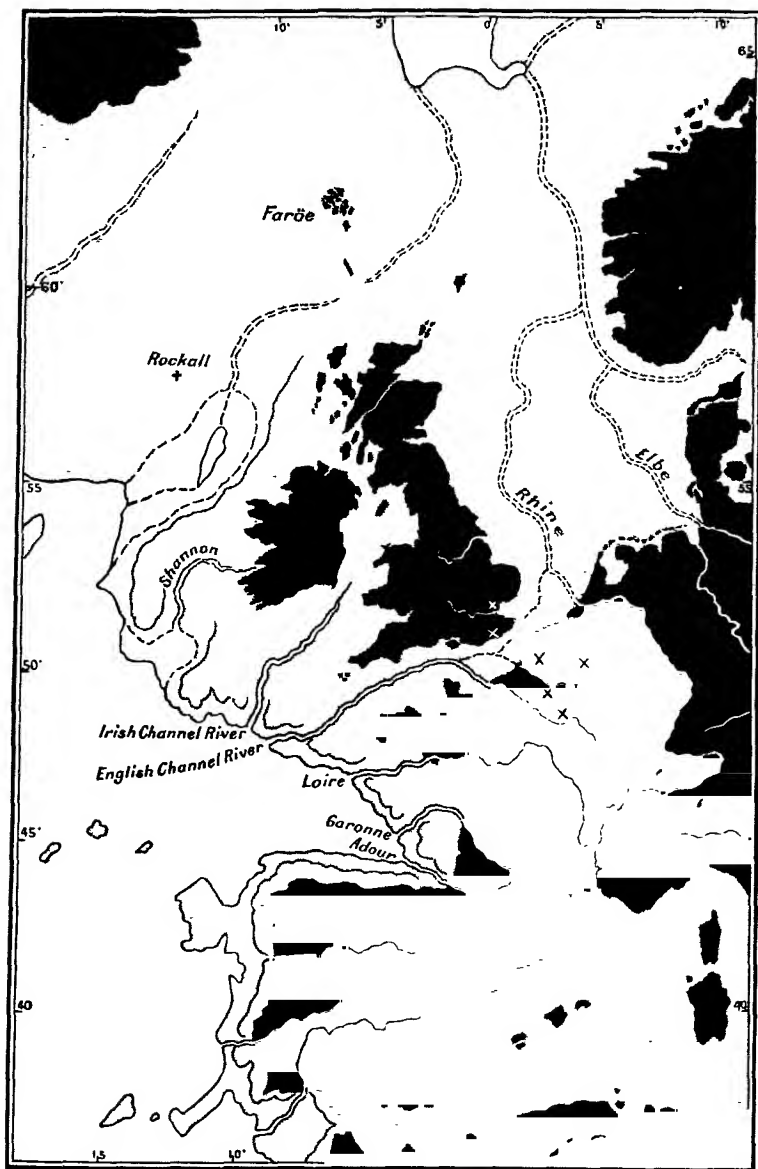 10° 5° 0° 5° 10°
65
Faröe
60°
Rockall
Elbe
55 55
Rhine
Shannon
50°
Irish Channel River
English Channel River
Loire
45°
Garonne
Adour
40 40
15 10°